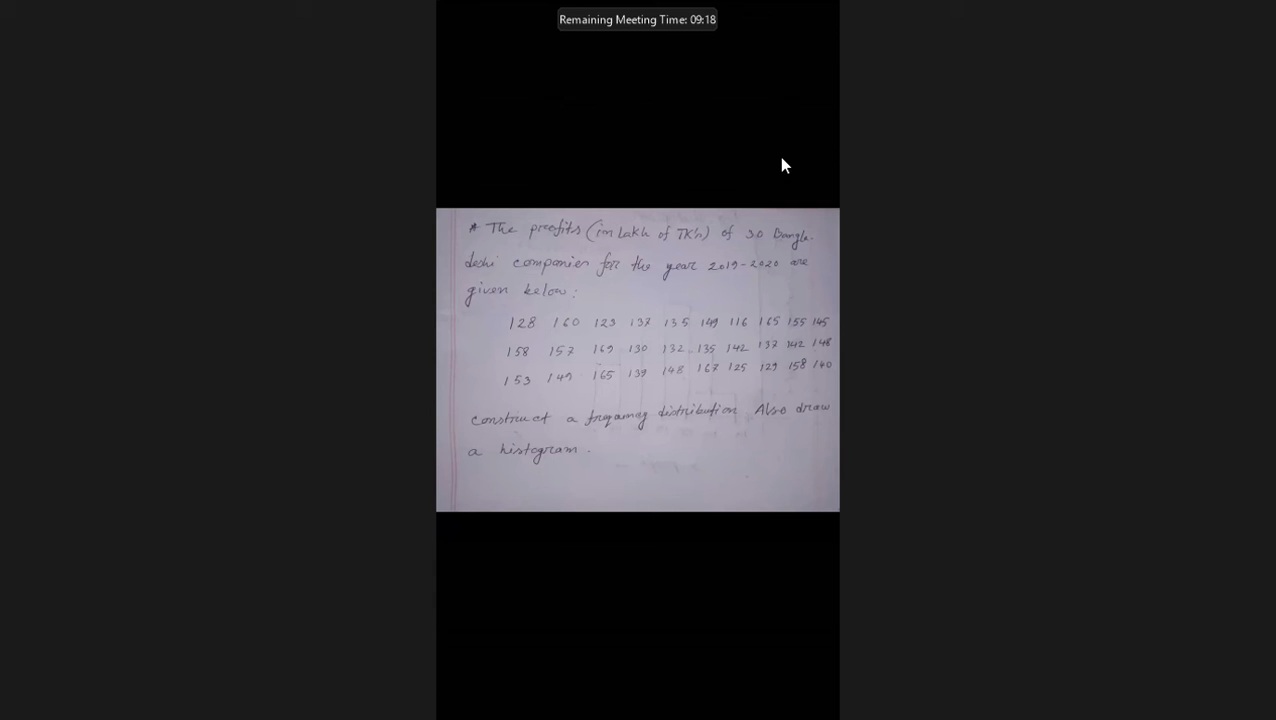 Remaining Meeting Time: 09:18
* The preofits (in Lakh of TKh) of 30 Bangla-
deshi companies for the year 2019-2020 are
given below:
128 160 123 137 135 149 116 165 155 145
158 157 169 130 132 135 142 137 142 148
153 149 165 139 148 167 125 129 158 140
construct a distribution Also draw
a histogram.